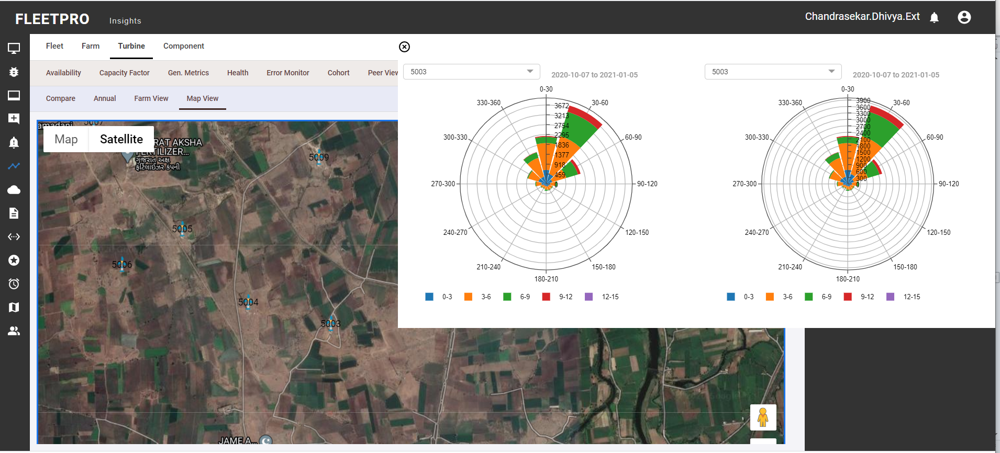 FLEETPRO
Insights
Chandrasekar.Dhivya.Ext
Fleet
Farm
Turbine
Component
Availability
Capacity Factor
Gen. Metrics
Health
Error Monitor
Cohort
Peer View
Compare
Annual
Farm View
Map View
amadani
5007
Map
Satellite
RAT AKSHA
FERTILIZER...
ગુજરાત અક્ષ
ફર્ટિલાઈઝર કંપની
5009
5005
5006
5004
5003
JAME A...
5003
2020-10-07 to 2021-01-05
0-30
30-60
60-90
90-120
120-150
150-180
180-210
210-240
240-270
270-300
300-330
330-360
3672
3213
2754
2295
1836
1377
918
459
0
0-3
3-6
6-9
9-12
12-15
5003
2020-10-07 to 2021-01-05
0-30
30-60
60-90
90-120
120-150
150-180
180-210
210-240
240-270
270-300
300-330
330-360
3900
3600
3300
3000
2700
2400
2100
1800
1500
1200
900
600
300
0
0-3
3-6
6-9
9-12
12-15